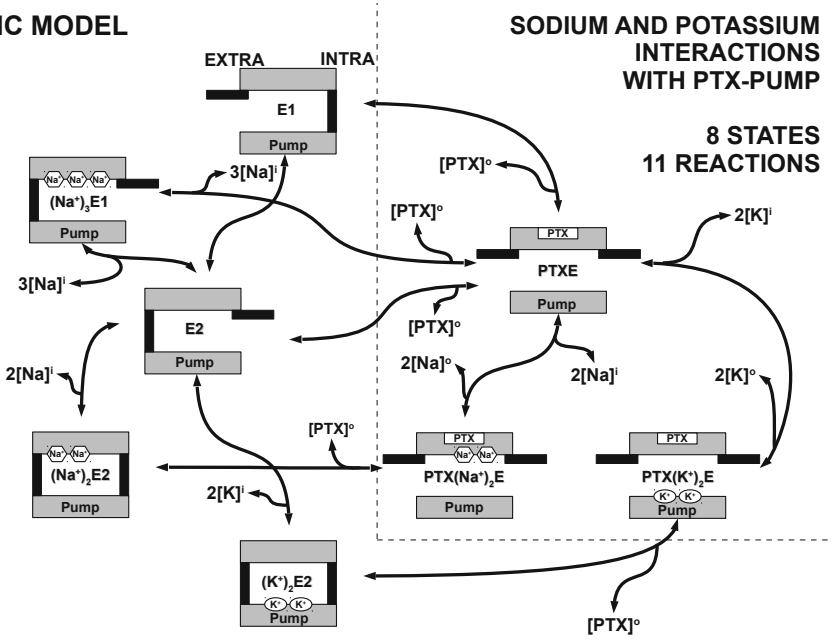 IC MODEL
SODIUM AND POTASSIUM
INTERACTIONS
WITH PTX-PUMP
8 STATES
11 REACTIONS
EXTRA INTRA
E1
Pump
Na⁺ Na⁺ Na⁺
(Na⁺)₃E1
Pump
3[Na]ⁱ
3[Na]ⁱ
[PTX]ᵒ
[PTX]ᵒ
2[K]ⁱ
PTX
PTXE
Pump
E2
Pump
[PTX]ᵒ
2[Na]ᵒ
2[Na]ⁱ
2[K]ᵒ
2[Na]ⁱ
Na⁺ Na⁺
(Na⁺)₂E2
Pump
[PTX]ᵒ
2[K]ⁱ
PTX
Na⁺ Na⁺
PTX(Na⁺)₂E
Pump
PTX
PTX(K⁺)₂E
K⁺ K⁺
Pump
(K⁺)₂E2
K⁺ K⁺
Pump
[PTX]ᵒ